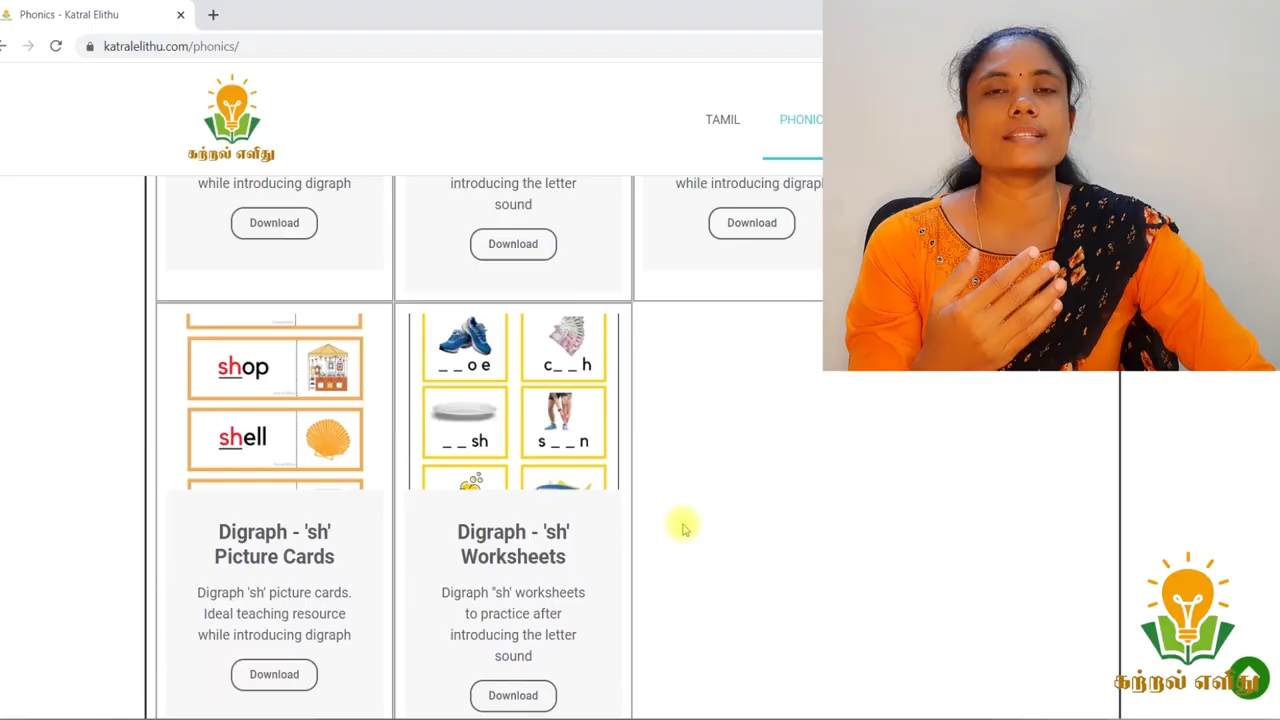 Phonics - Katral Elithu
katralelithu.com/phonics/
கற்றல் எளிது
TAMIL
PHONIC
while introducing digraph
Download
introducing the letter
sound
Download
while introducing digraph
Download
shop
shell
_ _ o e
c _ _ h
_ _ sh
s _ _ n
Digraph - 'sh'
Picture Cards
Digraph 'sh' picture cards.
Ideal teaching resource
while introducing digraph
Download
Digraph - 'sh'
Worksheets
Digraph "sh' worksheets
to practice after
introducing the letter
sound
Download
கற்றல் எளிது